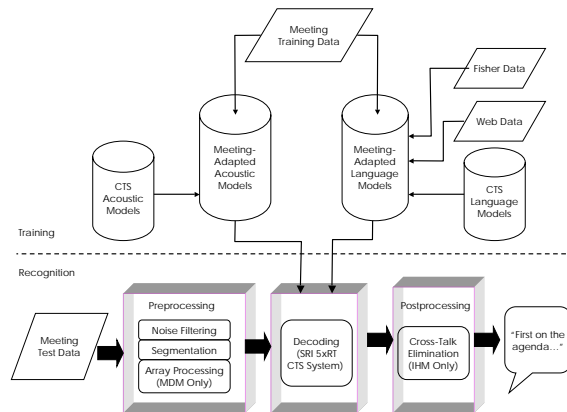 Meeting
Training Data
Fisher Data
Web Data
Meeting-
Adapted
Acoustic
Models
Meeting-
Adapted
Language
Models
CTS
Acoustic
Models
CTS
Language
Models
Training
Recognition
Meeting
Test Data
Preprocessing
Noise Filtering
Segmentation
Array Processing
(MDM Only)
Decoding
(SRI 5xRT
CTS System)
Postprocessing
Cross-Talk
Elimination
(IHM Only)
"First on the
agenda..."